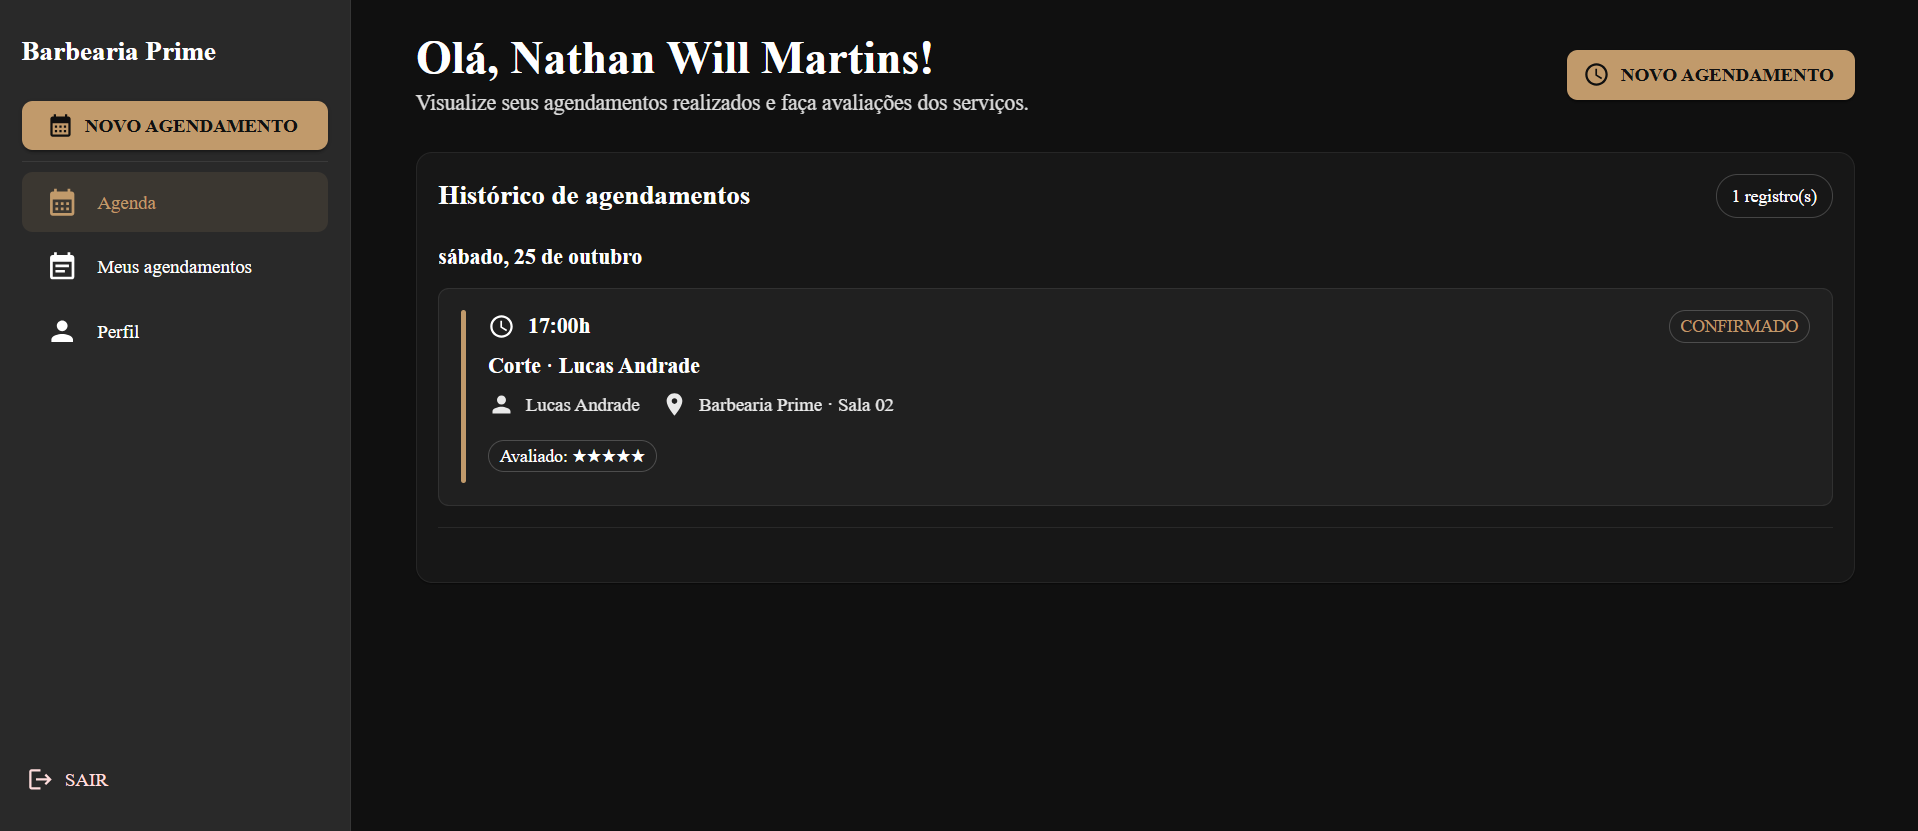 Barbearia Prime
NOVO AGENDAMENTO
Agenda
Meus agendamentos
Perfil
SAIR
Olá, Nathan Will Martins!
Visualize seus agendamentos realizados e faça avaliações dos serviços.
NOVO AGENDAMENTO
Histórico de agendamentos
1 registro(s)
sábado, 25 de outubro
17:00h
CONFIRMADO
Corte · Lucas Andrade
Lucas Andrade
Barbearia Prime · Sala 02
Avaliado: ★★★★★